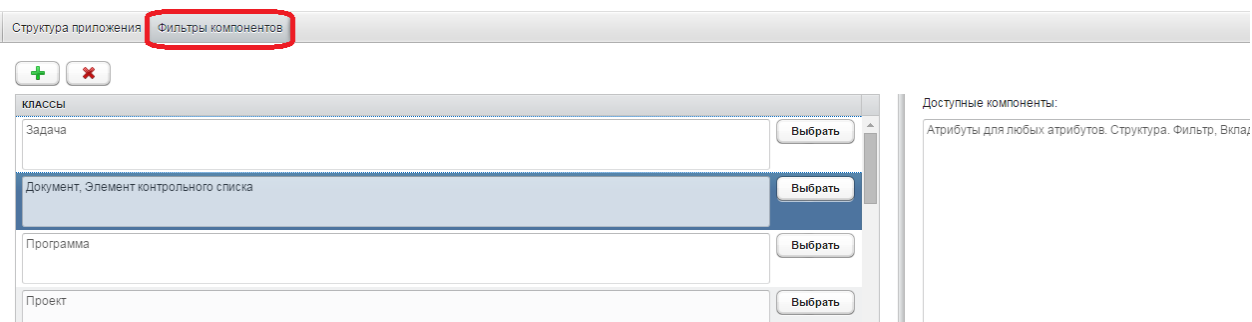 Структура приложения Фильтры компонентов
КЛАССЫ
Доступные компоненты:
Задача
Выбрать
Атрибуты для любых атрибутов. Структура. Фильтр, Вклад
Документ, Элемент контрольного списка
Выбрать
Программа
Выбрать
Проект
Выбрать